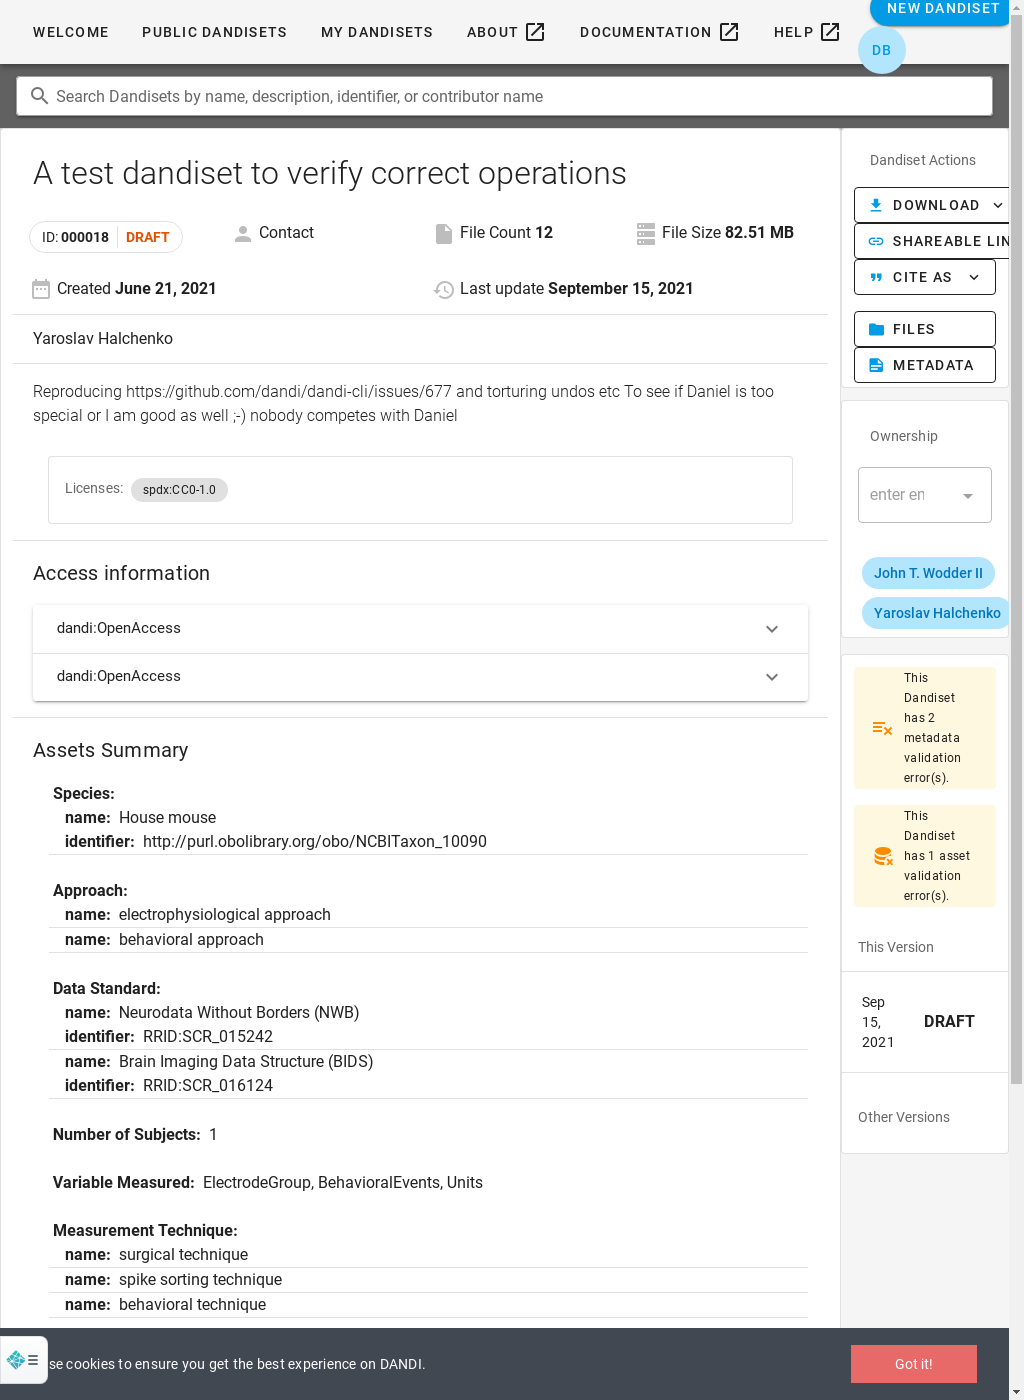 WELCOME PUBLIC DANDISETS MY DANDISETS ABOUT DOCUMENTATION HELP NEW DANDISET
DB
Search Dandisets by name, description, identifier, or contributor name
A test dandiset to verify correct operations
ID: 000018 DRAFT Contact File Count 12 File Size 82.51 MB
Created June 21, 2021 Last update September 15, 2021
Yaroslav Halchenko
Reproducing https://github.com/dandi/dandi-cli/issues/677 and torturing undos etc To see if Daniel is too
special or I am good as well ;-) nobody competes with Daniel
Licenses: spdx:CC0-1.0
Access information
dandi:OpenAccess
dandi:OpenAccess
Assets Summary
Species:
name: House mouse
identifier: http://purl.obolibrary.org/obo/NCBITaxon_10090
Approach:
name: electrophysiological approach
name: behavioral approach
Data Standard:
name: Neurodata Without Borders (NWB)
identifier: RRID:SCR_015242
name: Brain Imaging Data Structure (BIDS)
identifier: RRID:SCR_016124
Number of Subjects: 1
Variable Measured: ElectrodeGroup, BehavioralEvents, Units
Measurement Technique:
name: surgical technique
name: spike sorting technique
name: behavioral technique
Dandiset Actions
DOWNLOAD
SHAREABLE LIN
CITE AS
FILES
METADATA
Ownership
enter en
John T. Wodder II
Yaroslav Halchenko
This
Dandiset
has 2
metadata
validation
error(s).
This
Dandiset
has 1 asset
validation
error(s).
This Version
Sep
15,
2021
DRAFT
Other Versions
se cookies to ensure you get the best experience on DANDI.
Got it!